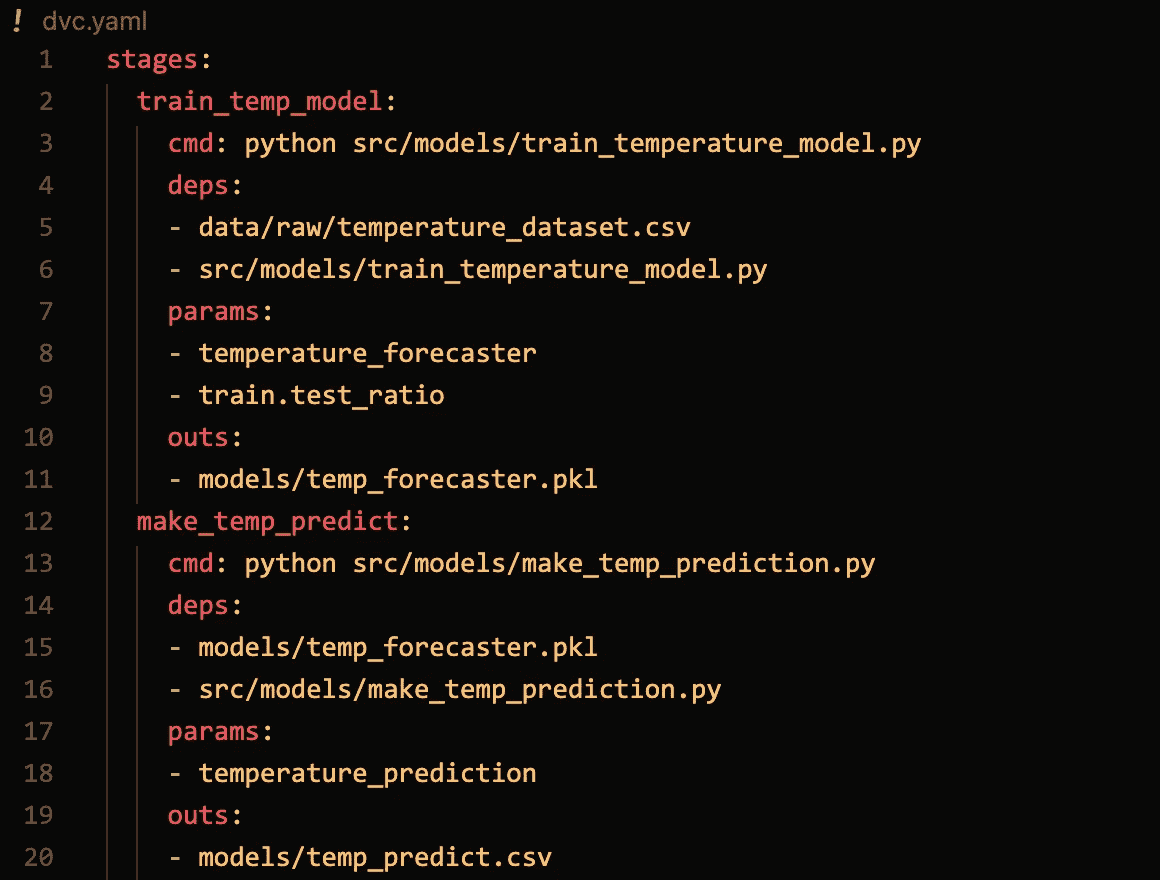 ! dvc.yaml
1 stages:
2 train_temp_model:
3 cmd: python src/models/train_temperature_model.py
4 deps:
5 - data/raw/temperature_dataset.csv
6 - src/models/train_temperature_model.py
7 params:
8 - temperature_forecaster
9 - train.test_ratio
10 outs:
11 - models/temp_forecaster.pkl
12 make_temp_predict:
13 cmd: python src/models/make_temp_prediction.py
14 deps:
15 - models/temp_forecaster.pkl
16 - src/models/make_temp_prediction.py
17 params:
18 - temperature_prediction
19 outs:
20 - models/temp_predict.csv